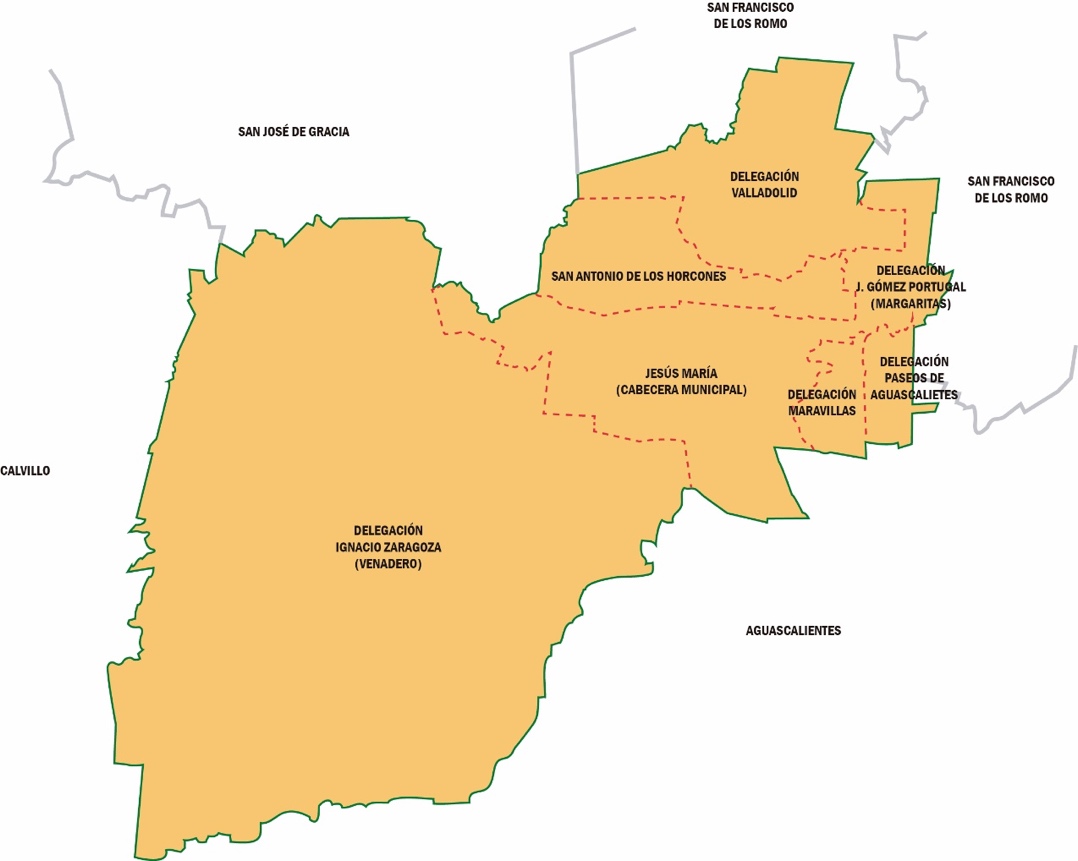 SAN FRANCISCO
DE LOS ROMO
SAN JOSÉ DE GRACIA
DELEGACIÓN
VALLADOLID
SAN FRANCISCO
DE LOS ROMO
SAN ANTONIO DE LOS HORCONES
DELEGACIÓN
J. GÓMEZ PORTUGAL
(MARGARITAS)
JESÚS MARÍA
(CABECERA MUNICIPAL)
DELEGACIÓN
MARAVILLAS
DELEGACIÓN
PASEOS DE
AGUASCALIETES
CALVILLO
DELEGACIÓN
IGNACIO ZARAGOZA
(VENADERO)
AGUASCALIENTES